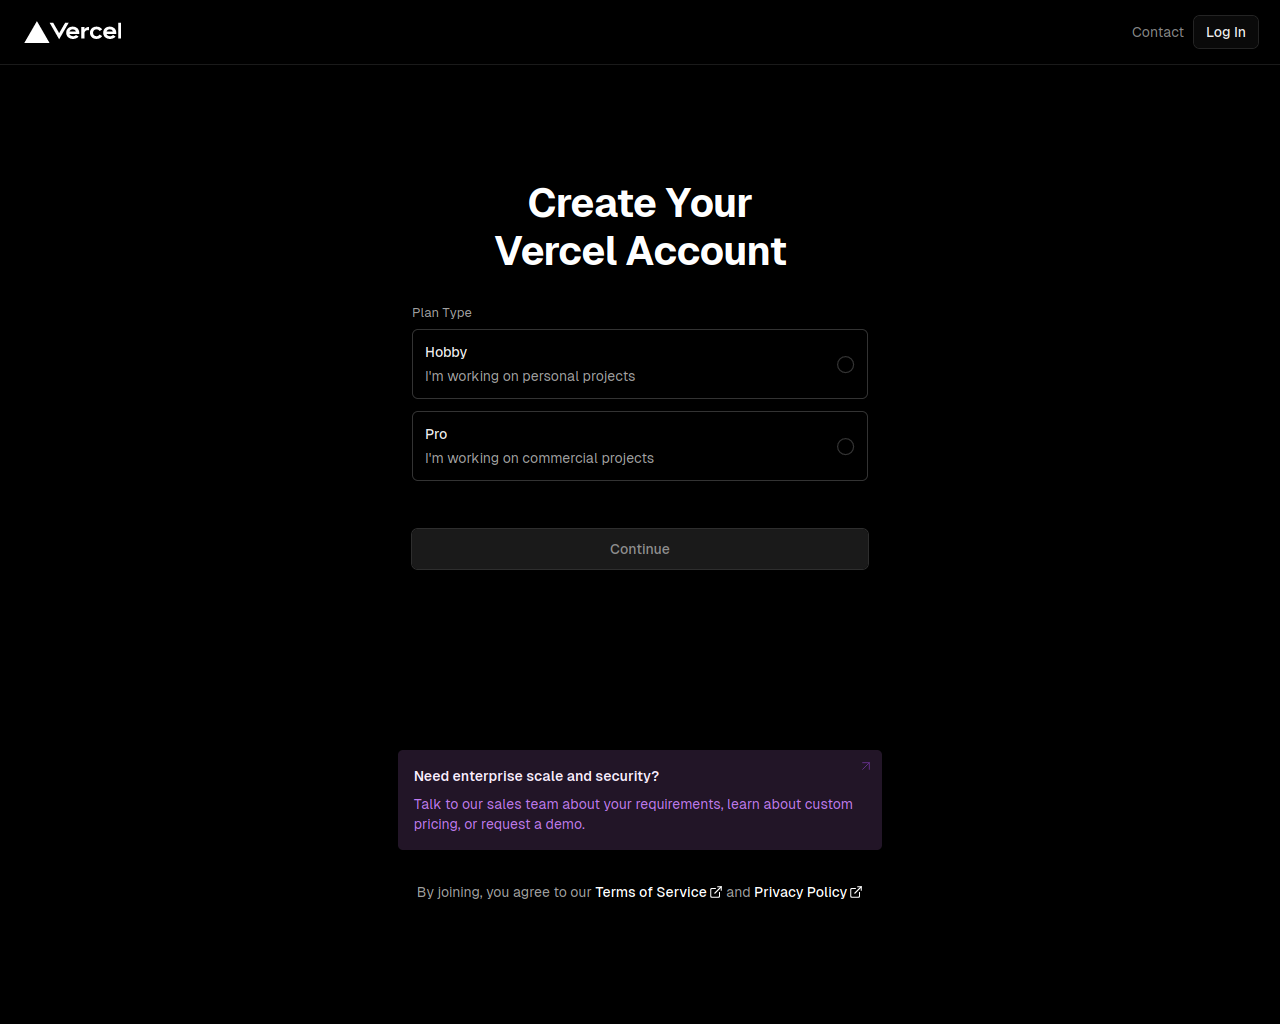 Vercel
Contact
Log In
Create Your
Vercel Account
Plan Type
Hobby
I'm working on personal projects
Pro
I'm working on commercial projects
Continue
Need enterprise scale and security?
Talk to our sales team about your requirements, learn about custom
pricing, or request a demo.
By joining, you agree to our Terms of Service and Privacy Policy